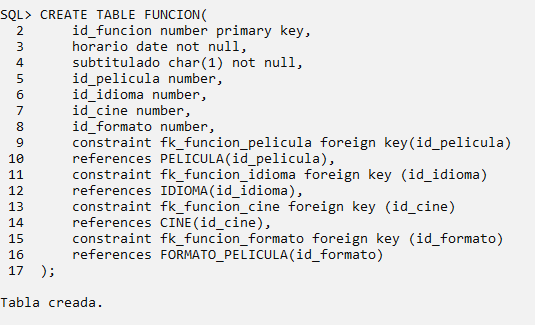 SQL> CREATE TABLE FUNCION(
  2      id_funcion number primary key,
  3      horario date not null,
  4      subtitulado char(1) not null,
  5      id_pelicula number,
  6      id_idioma number,
  7      id_cine number,
  8      id_formato number,
  9      constraint fk_funcion_pelicula foreign key(id_pelicula)
 10      references PELICULA(id_pelicula),
 11      constraint fk_funcion_idioma foreign key (id_idioma)
 12      references IDIOMA(id_idioma),
 13      constraint fk_funcion_cine foreign key (id_cine)
 14      references CINE(id_cine),
 15      constraint fk_funcion_formato foreign key (id_formato)
 16      references FORMATO_PELICULA(id_formato)
 17  );
Tabla creada.